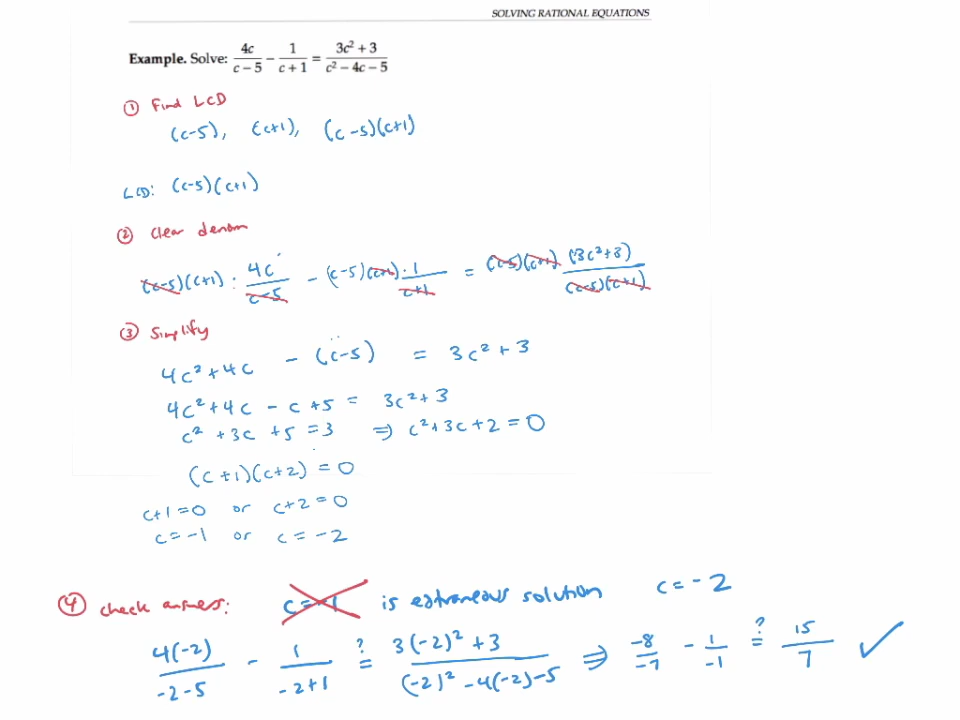 SOLVING RATIONAL EQUATIONS
Example. Solve: 4c/(c − 5) − 1/(c + 1) = (3c² + 3)/(c² − 4c − 5)
① Find LCD
(c-5), (c+1), (c-5)(c+1)
LCD: (c-5)(c+1)
② Clear denom
(c-5)(c+1) · 4c/(c-5) - (c-5)(c+1) · 1/(c+1) = (c-5)(c+1) (3c²+3)/((c-5)(c+1))
③ Simplify
4c²+4c - (c-5) = 3c²+3
4c²+4c - c+5 = 3c²+3
c² + 3c + 5 = 3 ⇒ c²+3c+2 = 0
(c+1)(c+2) = 0
c+1=0 or c+2=0
c=-1 or c=-2
④ check answers: c=-1 is extraneous solution c=-2
4(-2)/(-2-5) - 1/(-2+1) ?= (3(-2)²+3)/((-2)²-4(-2)-5) ⇒ -8/-7 - 1/-1 ?= 15/7 ✓